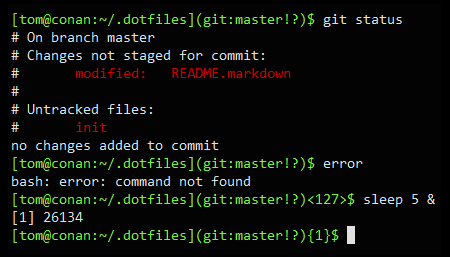 [tom@conan:~/.dotfiles](git:master!?)$ git status
# On branch master
# Changes not staged for commit:
#       modified:   README.markdown
#
# Untracked files:
#       init
no changes added to commit
[tom@conan:~/.dotfiles](git:master!?)$ error
bash: error: command not found
[tom@conan:~/.dotfiles](git:master!?)<127>$ sleep 5 &
[1] 26134
[tom@conan:~/.dotfiles](git:master!?){1}$